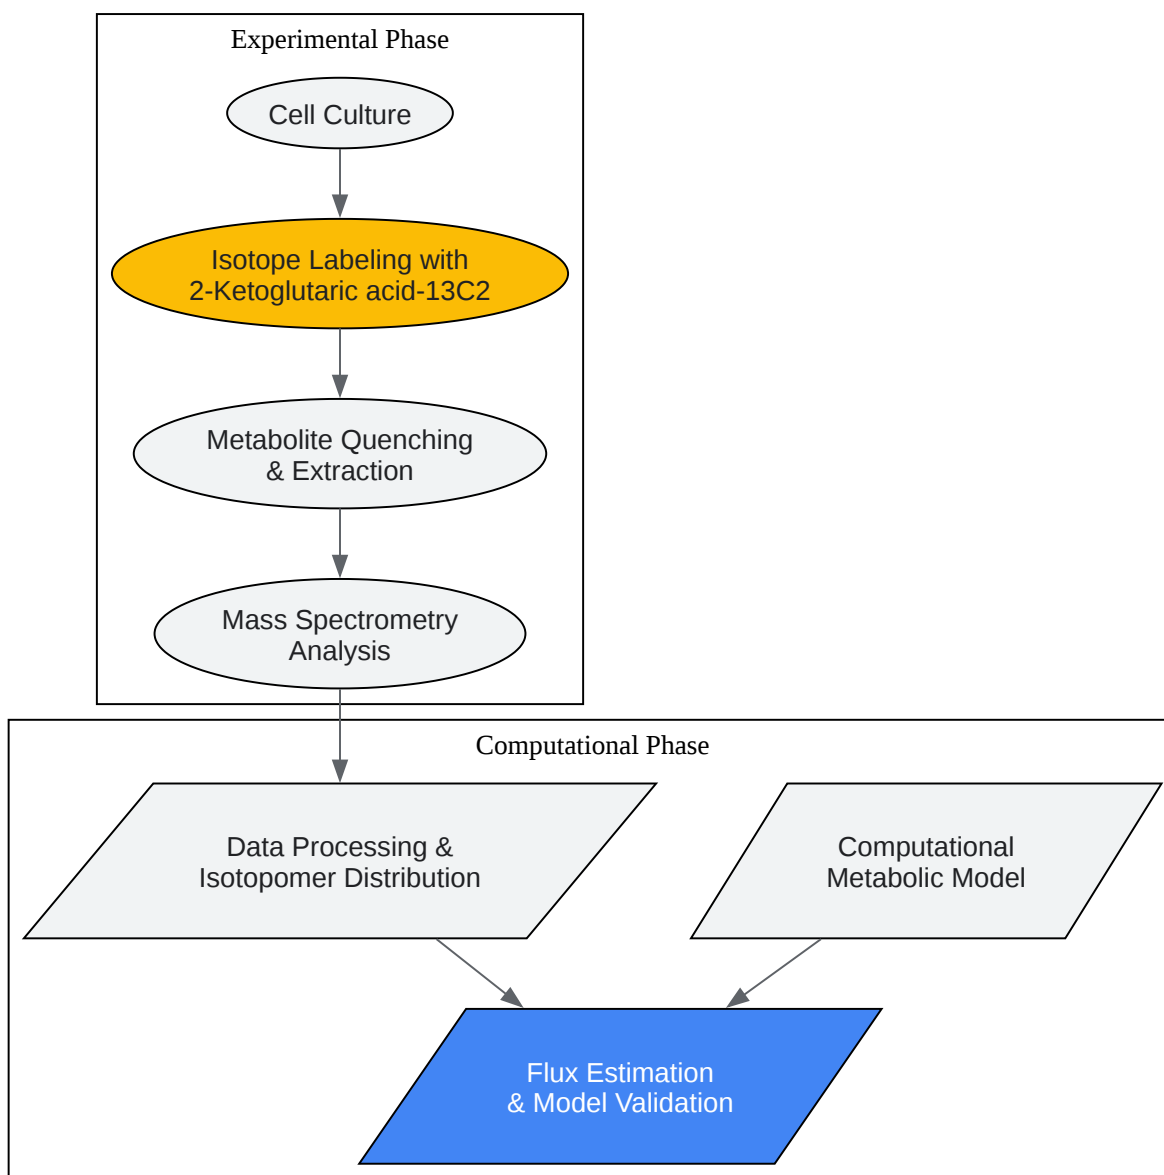 Experimental Phase
Cell Culture
Isotope Labeling with
2-Ketoglutaric acid-13C2
Metabolite Quenching
& Extraction
Mass Spectrometry
Analysis
Computational Phase
Data Processing &
Isotopomer Distribution
Computational
Metabolic Model
Flux Estimation
& Model Validation